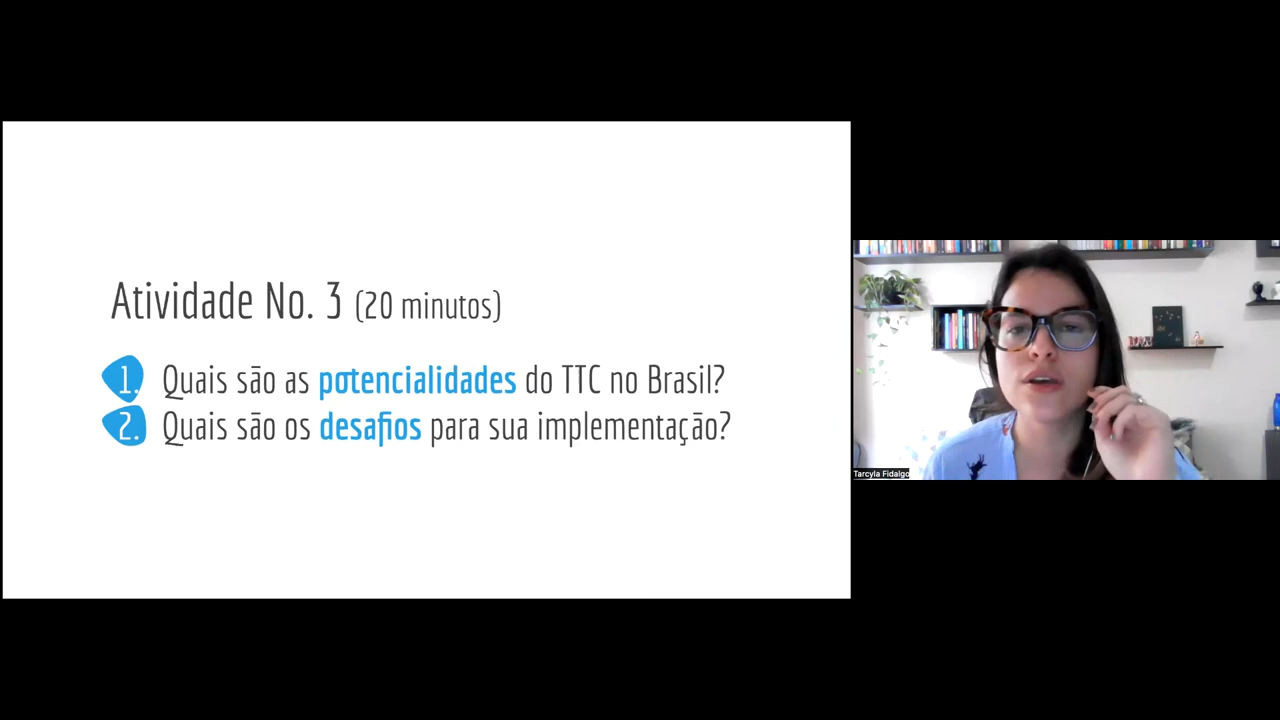 Atividade No. 3 (20 minutos)
1. Quais são as potencialidades do TTC no Brasil?
2. Quais são os desafios para sua implementação?
Tarcyla Fidalgo